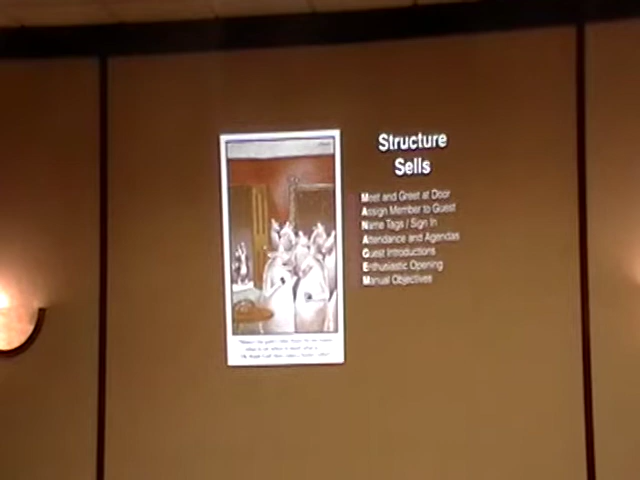 Structure
Sells
Meet and Greet at Door
Assign Member to Guest
Name Tags / Sign In
Attendance and Agendas
Guest Introductions
Enthusiastic Opening
Manual Objectives